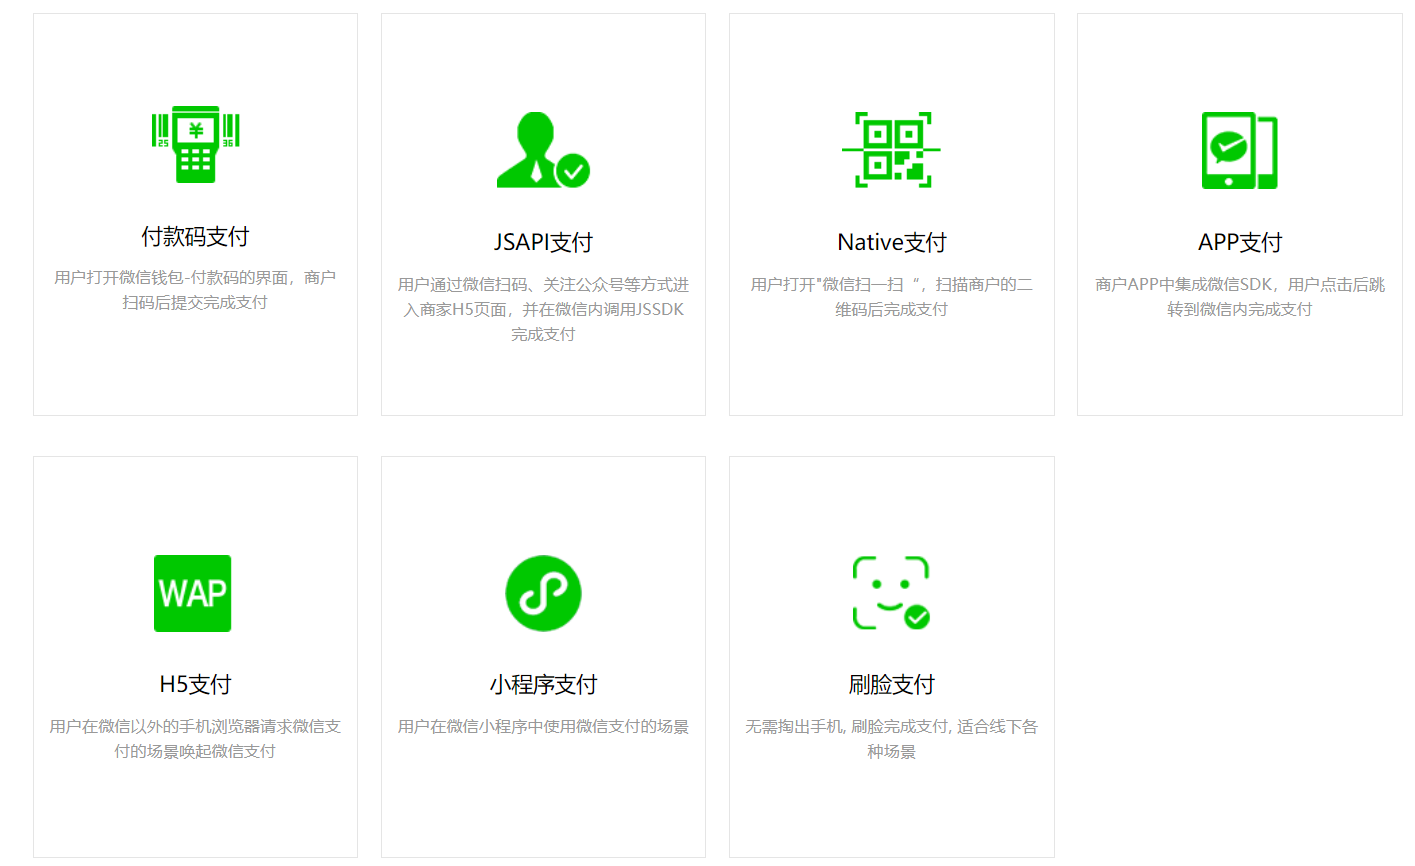 25
36
付款码支付
用户打开微信钱包-付款码的界面，商户
扫码后提交完成支付
JSAPI支付
用户通过微信扫码、关注公众号等方式进
入商家H5页面，并在微信内调用JSSDK
完成支付
Native支付
用户打开"微信扫一扫“，扫描商户的二
维码后完成支付
APP支付
商户APP中集成微信SDK，用户点击后跳
转到微信内完成支付
WAP
H5支付
用户在微信以外的手机浏览器请求微信支
付的场景唤起微信支付
小程序支付
用户在微信小程序中使用微信支付的场景
刷脸支付
无需掏出手机, 刷脸完成支付, 适合线下各
种场景